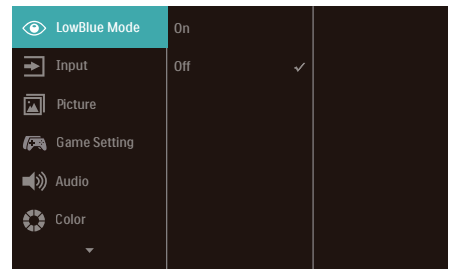 LowBlue Mode
On
Input
Off
Picture
Game Setting
Audio
Color